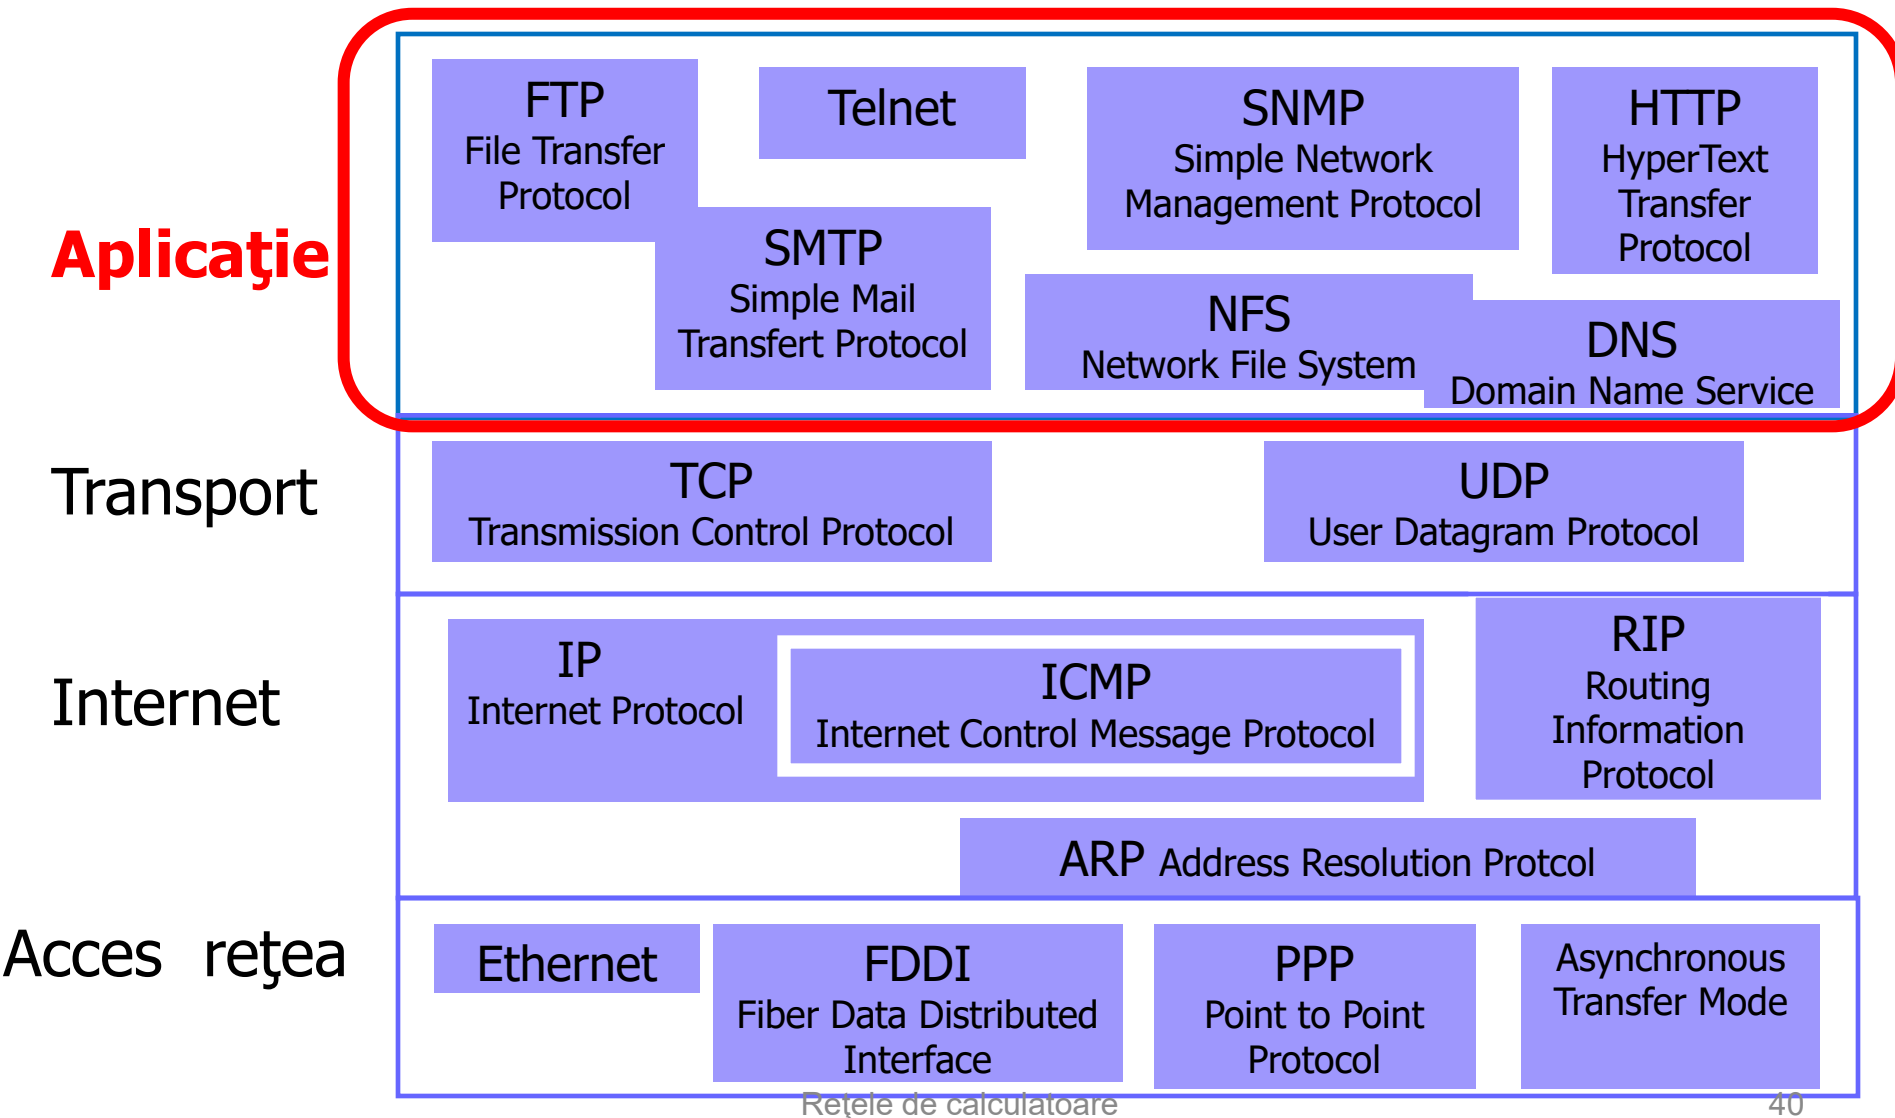 Aplicaţie
FTP
File Transfer
Protocol
Telnet
SNMP
Simple Network
Management Protocol
HTTP
HyperText
Transfer
Protocol
SMTP
Simple Mail
Transfert Protocol
NFS
Network File System
DNS
Domain Name Service
Transport
TCP
Transmission Control Protocol
UDP
User Datagram Protocol
Internet
IP
Internet Protocol
ICMP
Internet Control Message Protocol
RIP
Routing
Information
Protocol
ARP Address Resolution Protcol
Acces reţea
Ethernet
FDDI
Fiber Data Distributed
Interface
PPP
Point to Point
Protocol
Asynchronous
Transfer Mode
Reţele de calculatoare
40